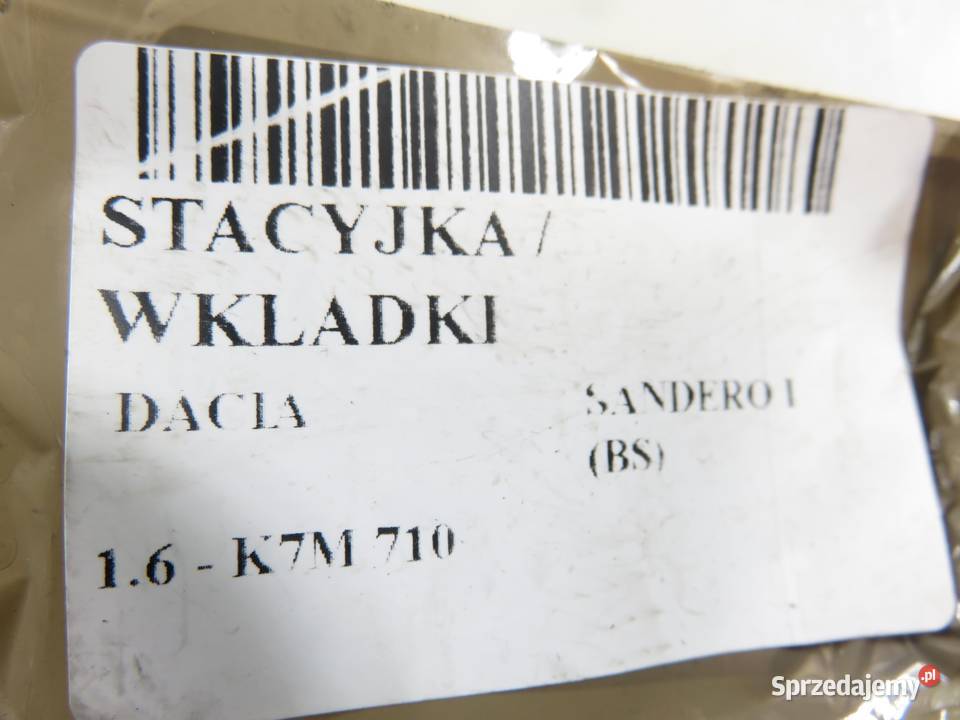 STACYJKA /
WKLADKI
DACIA
SANDERO I
(BS)
1.6 - K7M 710
Sprzedajemy.pl